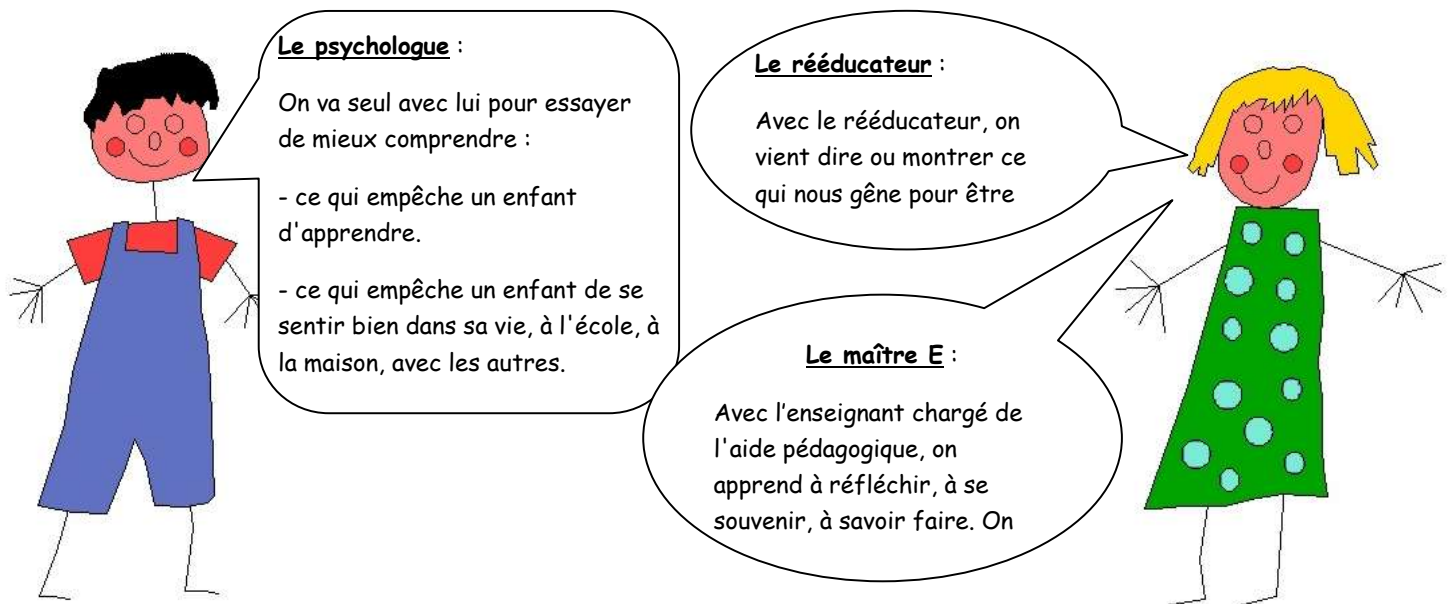 Le psychologue :
On va seul avec lui pour essayer
de mieux comprendre :
- ce qui empêche un enfant
d'apprendre.
- ce qui empêche un enfant de se
sentir bien dans sa vie, à l'école, à
la maison, avec les autres.
Le rééducateur :
Avec le rééducateur, on
vient dire ou montrer ce
qui nous gêne pour être
Le maître E :
Avec l'enseignant chargé de
l'aide pédagogique, on
apprend à réfléchir, à se
souvenir, à savoir faire. On